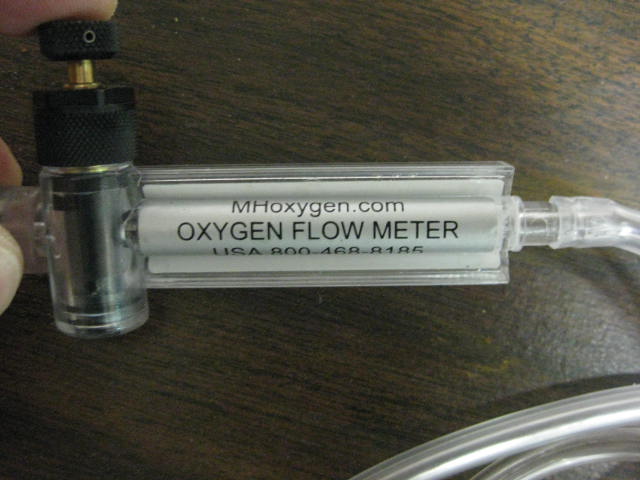 MHoxygen.com
OXYGEN FLOW METER
USA 800-468-8185